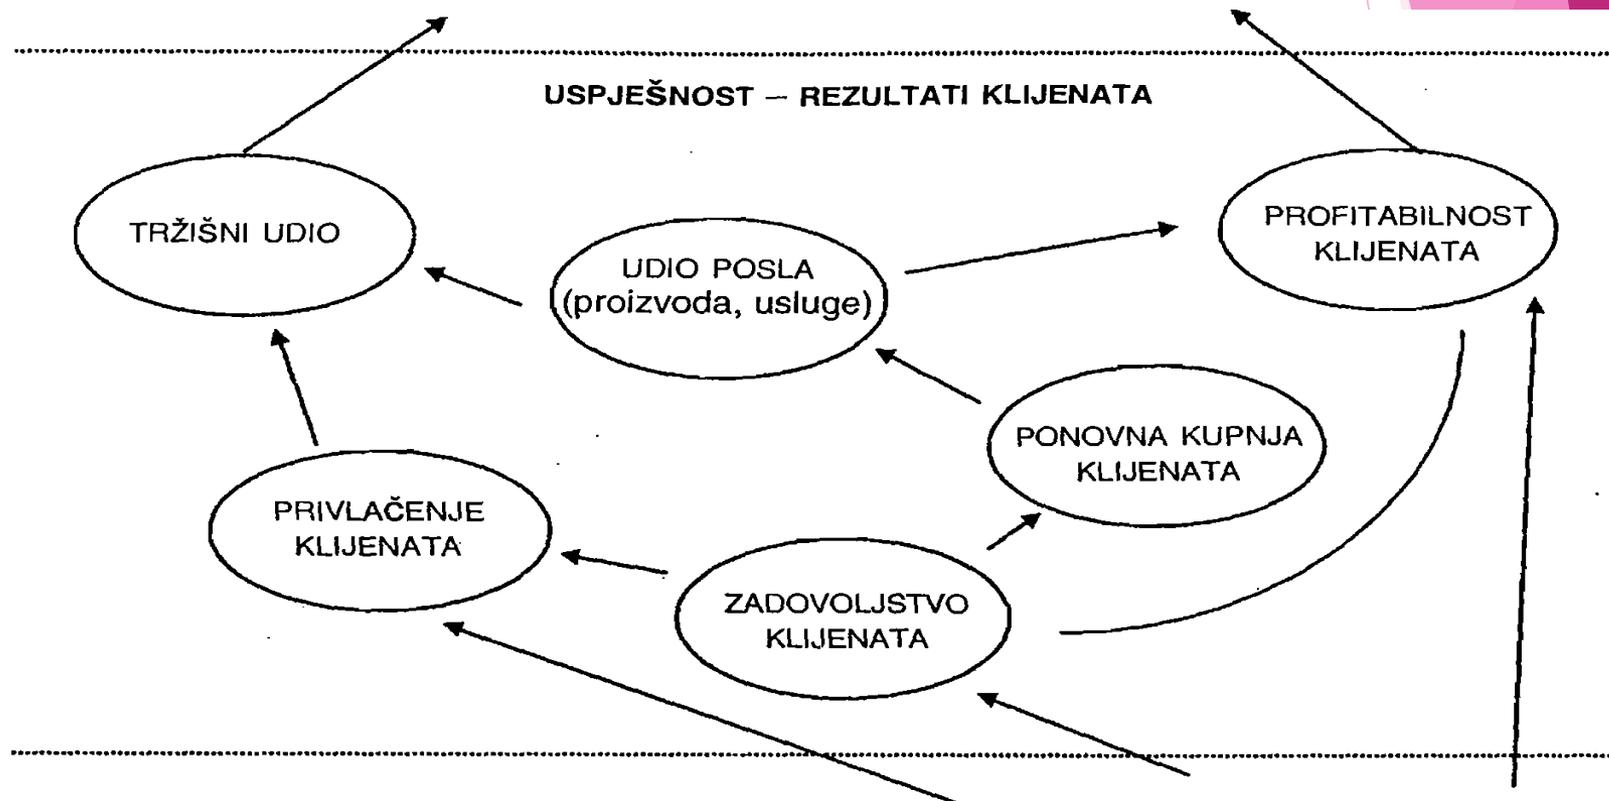 USPJEŠNOST – REZULTATI KLIJENATA
TRŽIŠNI UDIO
PROFITABILNOST
KLIJENATA
UDIO POSLA
(proizvoda, usluge)
PONOVNA KUPNJA
KLIJENATA
PRIVLAČENJE
KLIJENATA
ZADOVOLJSTVO
KLIJENATA